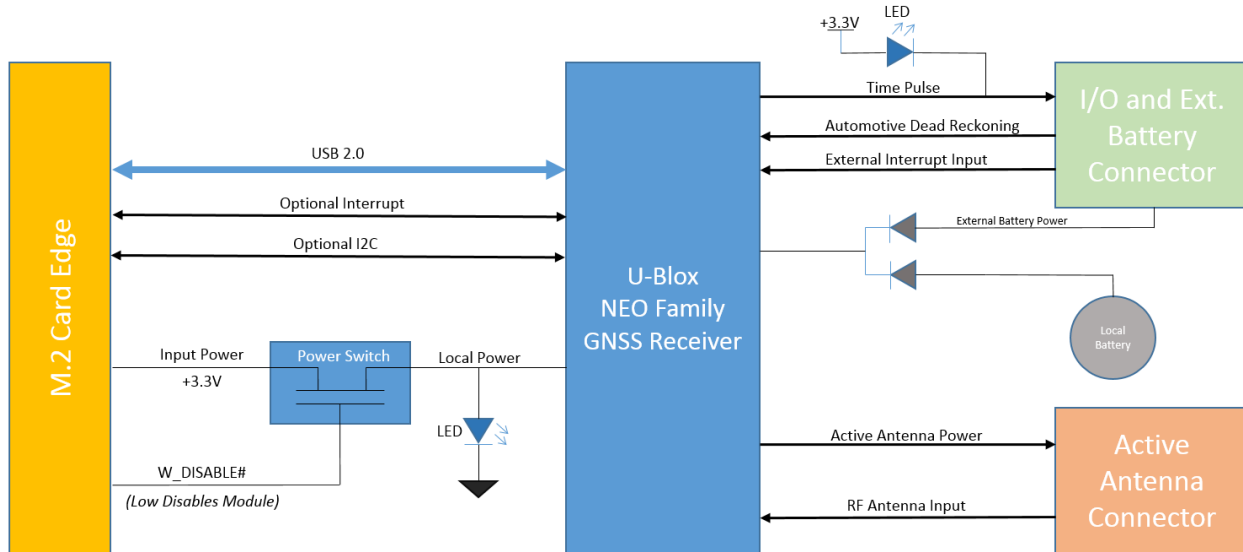 M.2 Card Edge
USB 2.0
Optional Interrupt
Optional I2C
Input Power
+3.3V
Power Switch
Local Power
LED
W_DISABLE#
(Low Disables Module)
U-Blox
NEO Family
GNSS Receiver
+3.3V
LED
Time Pulse
Automotive Dead Reckoning
External Interrupt Input
I/O and Ext.
Battery
Connector
External Battery Power
Local
Battery
Active Antenna Power
RF Antenna Input
Active
Antenna
Connector